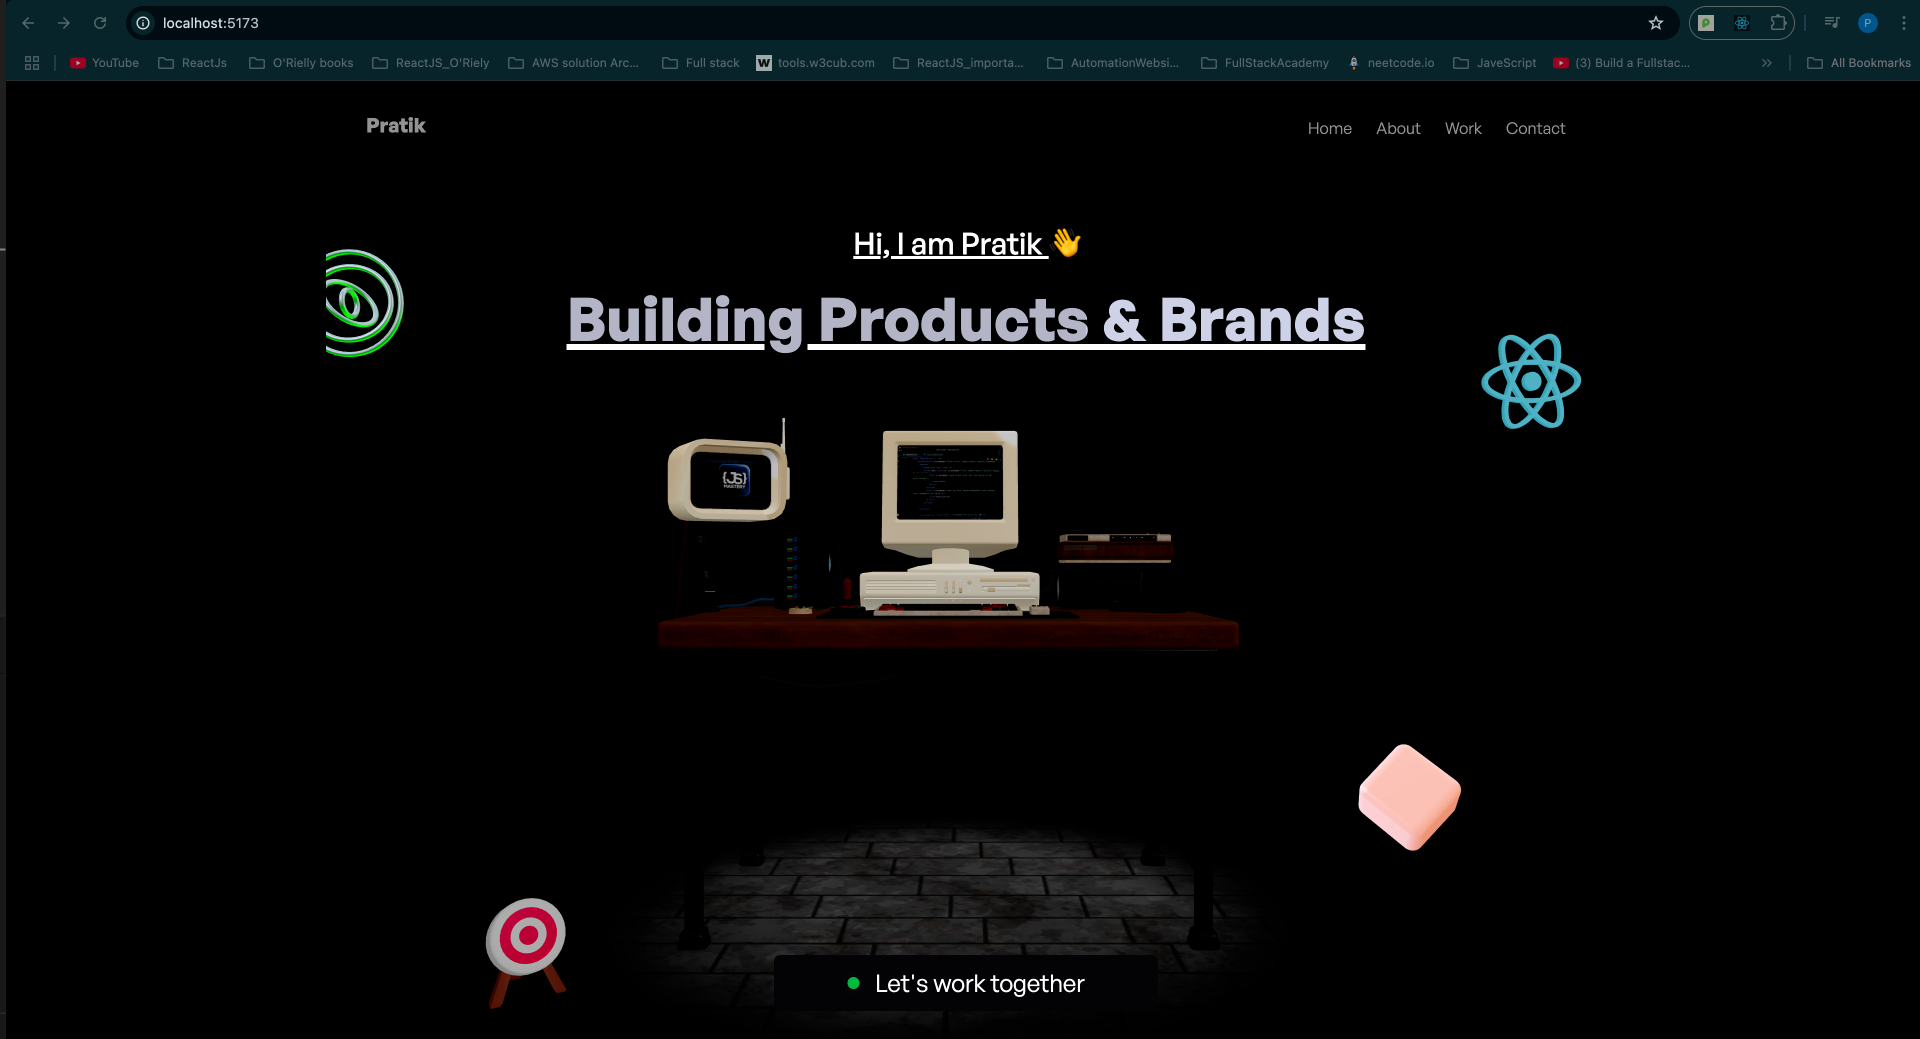 localhost:5173
P
YouTube
ReactJs
O'Rielly books
ReactJS_O'Riely
AWS solution Arc...
Full stack
W
tools.w3cub.com
ReactJS_importa...
AutomationWebsi...
FullStackAcademy
neetcode.io
JaveScript
(3) Build a Fullstac...
All Bookmarks
Pratik
Home
About
Work
Contact
Hi, I am Pratik 👋
Building Products & Brands
{JS}
MASTERY
Let's work together